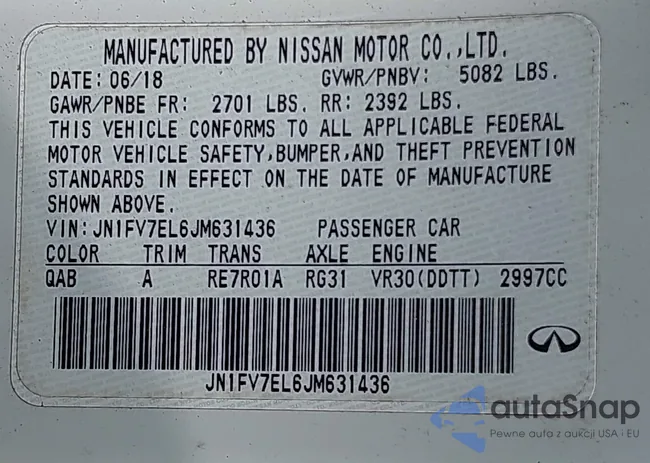 MANUFACTURED BY NISSAN MOTOR CO.,LTD.
DATE: 06/18 GVWR/PNBV: 5082 LBS.
GAWR/PNBE FR: 2701 LBS. RR: 2392 LBS.
THIS VEHICLE CONFORMS TO ALL APPLICABLE FEDERAL
MOTOR VEHICLE SAFETY,BUMPER,AND THEFT PREVENTION
STANDARDS IN EFFECT ON THE DATE OF MANUFACTURE
SHOWN ABOVE.
VIN:JN1FV7EL6JM631436 PASSENGER CAR
COLOR TRIM TRANS AXLE ENGINE
QAB A RE7R01A RG31 VR30(DDTT) 2997CC
JN1FV7EL6JM631436
autaSnap
Pewne auta z aukcji USA i EU